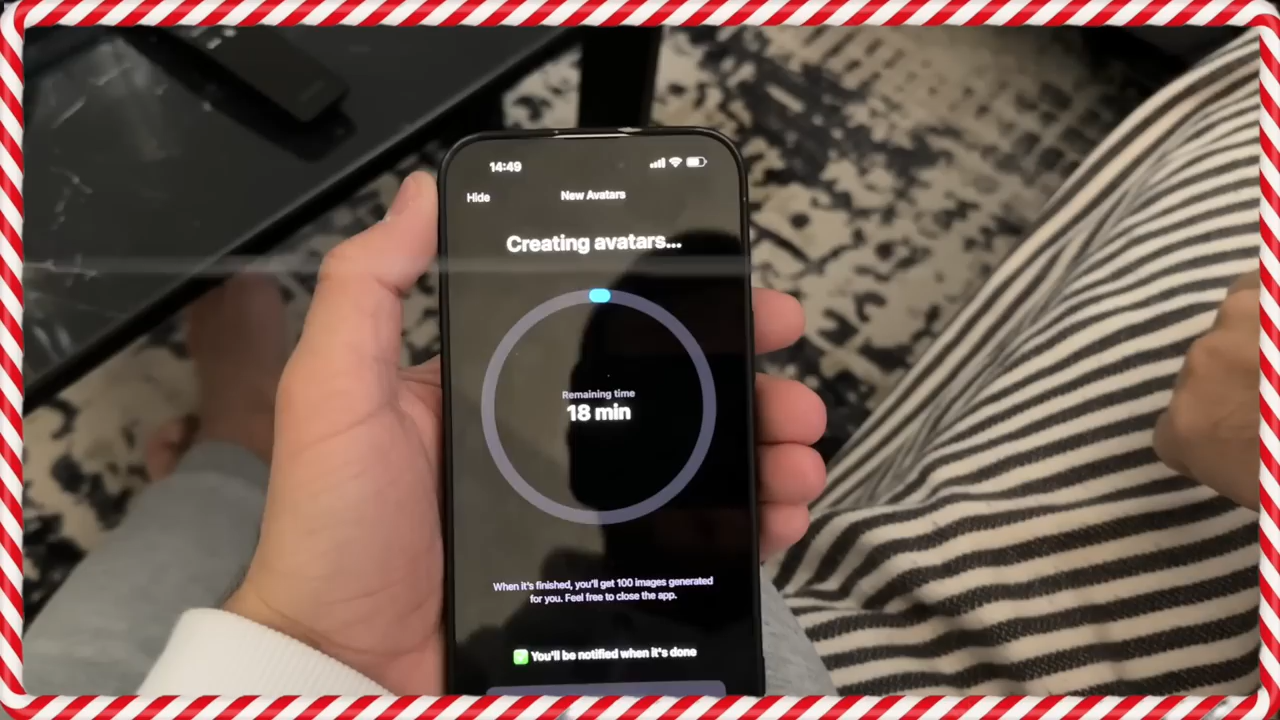 14:49
Hide
New Avatars
Creating avatars...
Remaining time
18 min
When it's finished, you'll get 100 images generated
for you. Feel free to close the app.
✅ You'll be notified when it's done